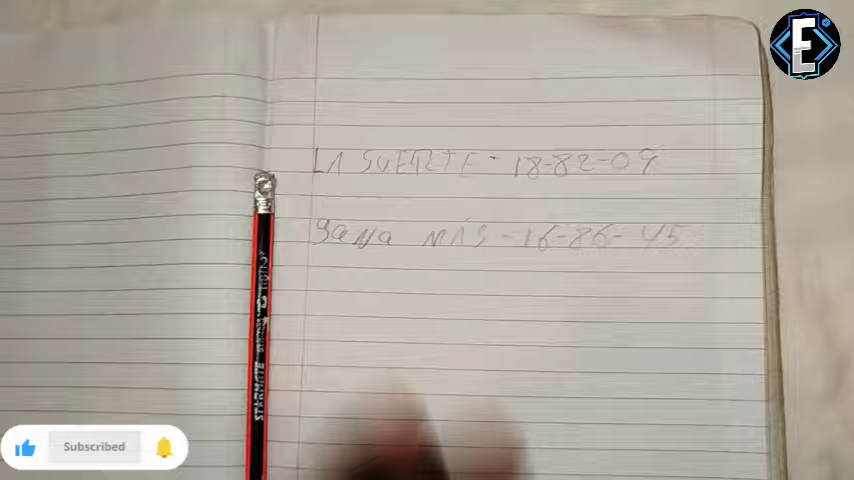 E
LA SUERTE - 18-82-09
gaNa MÁS - 16-86-45
Subscribed